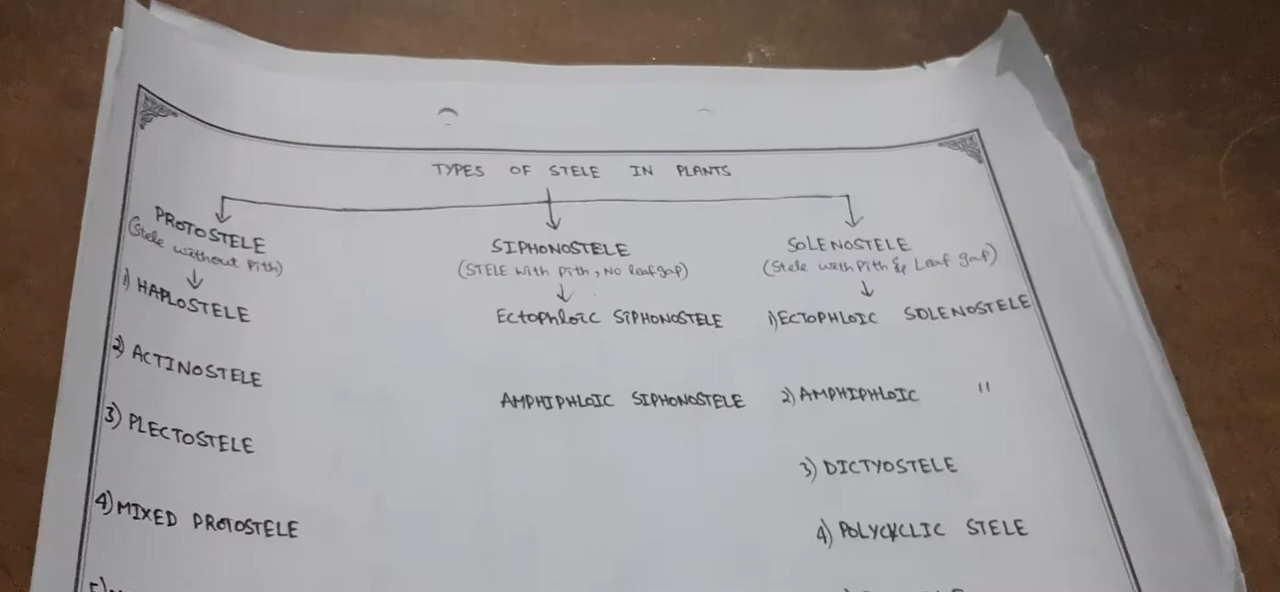 TYPES OF STELE IN PLANTS
PROTOSTELE
(Stele without Pith)
1) HAPLOSTELE
2) ACTINOSTELE
3) PLECTOSTELE
4) MIXED PROTOSTELE
5)
SIPHONOSTELE
(STELE with pith, No leafgap)
Ectophloic SIPHONOSTELE
AMPHIPHLOIC SIPHONOSTELE
SOLENOSTELE
(Stele with Pith & Leaf gap)
1) ECTOPHLOIC SOLENOSTELE
2) AMPHIPHLOIC "
3) DICTYOSTELE
4) POLYCYCLIC STELE